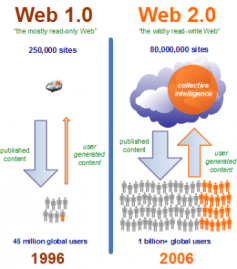 Web 1.0
"the mostly read-only Web"
250,000 sites
published
content
user
generated
content
45 million global users
1996
Web 2.0
"the wildly read-write Web"
80,000,000 sites
collective
intelligence
published
content
user
generated
content
1 billion+ global users
2006